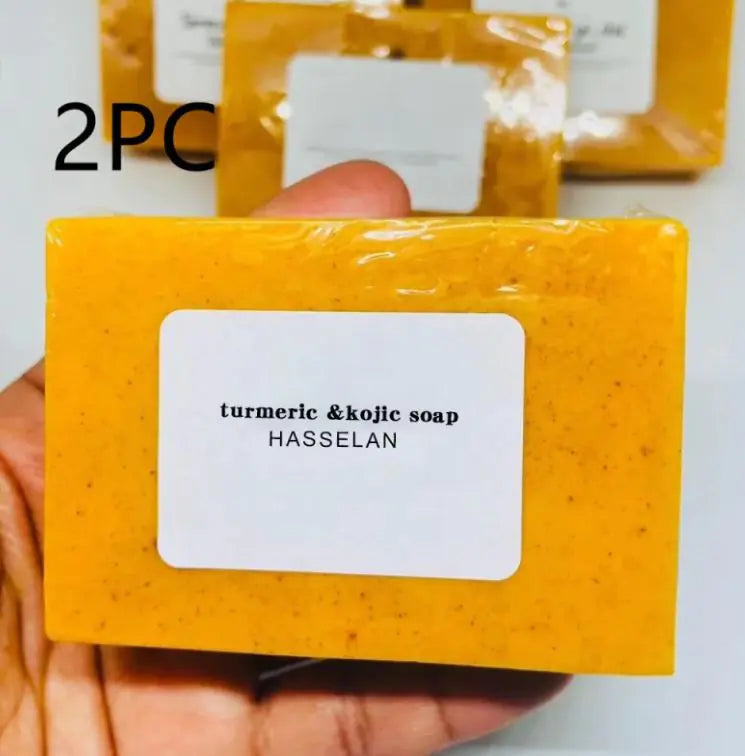 2PC
turmeric &kojic soap
HASSELAN